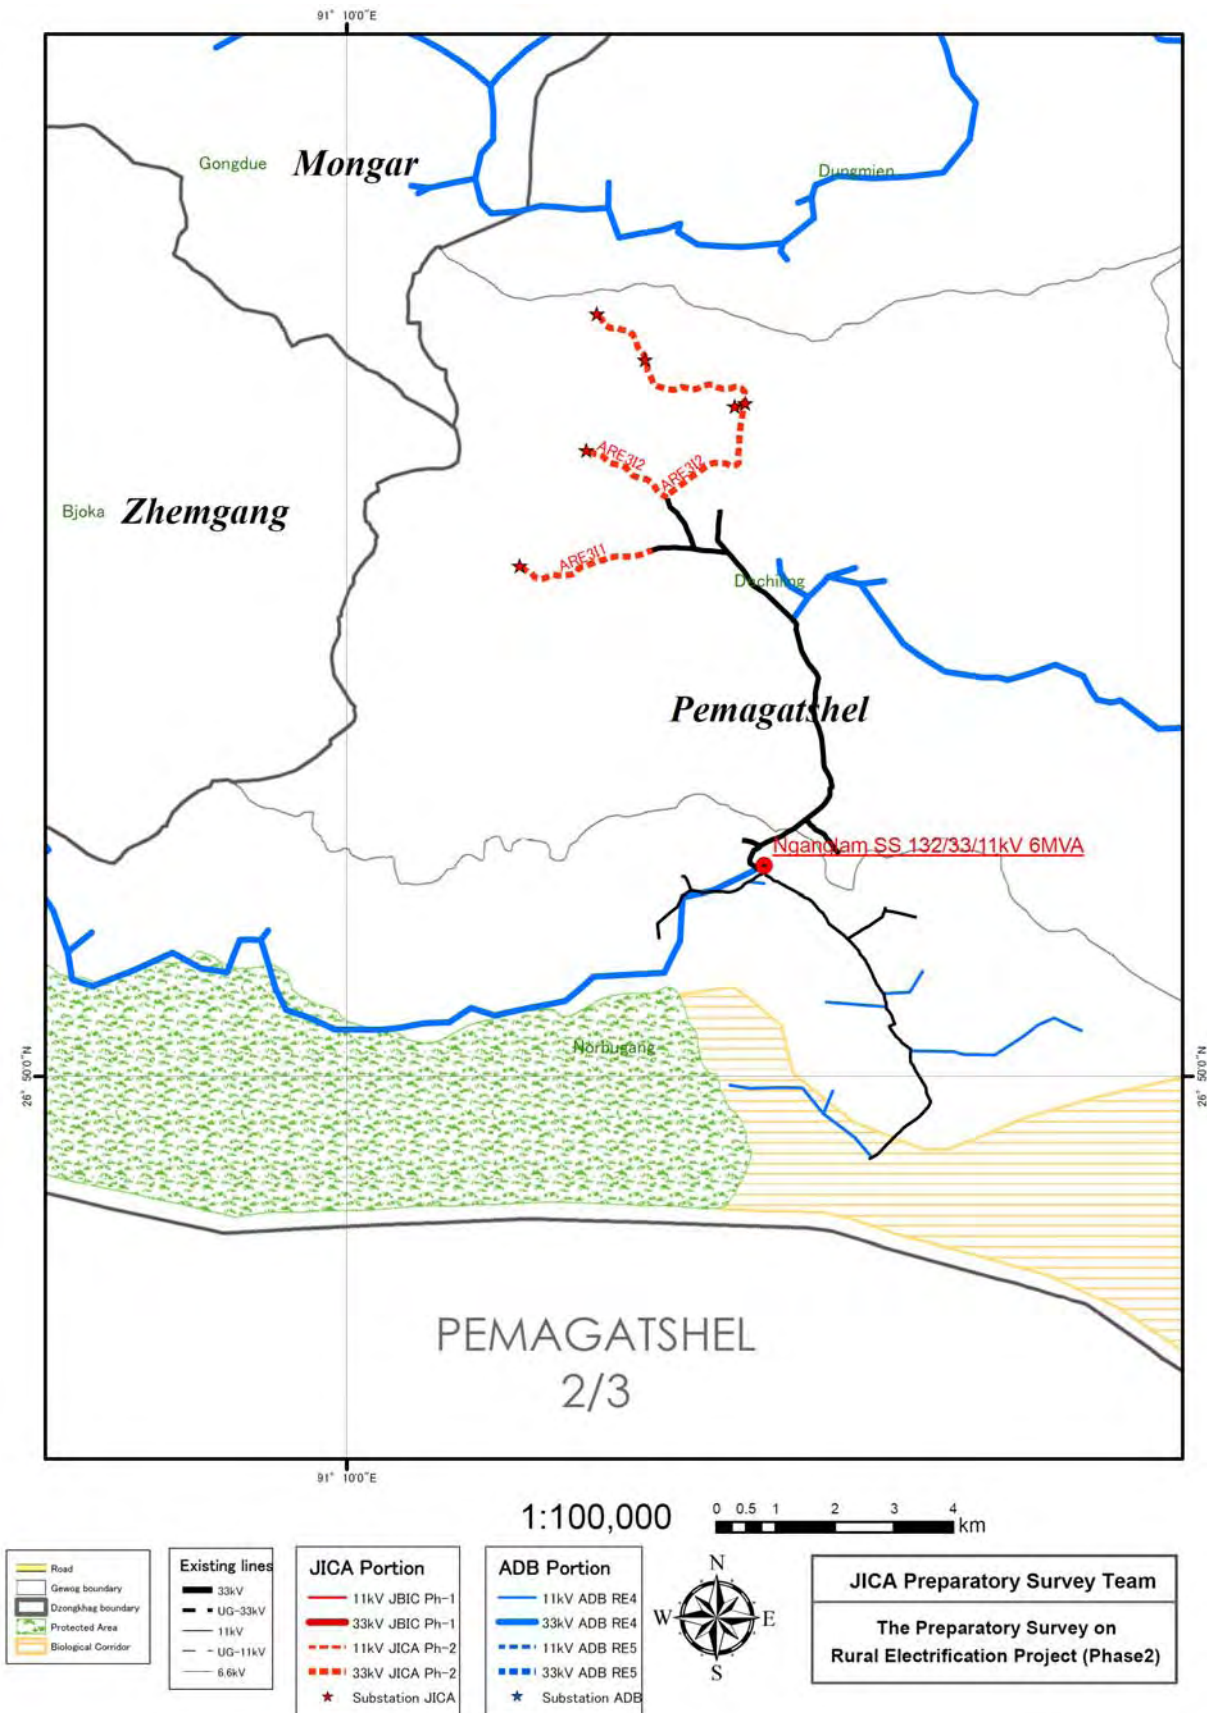 91° 10'0"E
Gongdue
Mongar
Dungmien
ARE3I2
ARE3I2
Bjoka
Zhemgang
ARE3I1
Dechiling
Pemagatshel
Nganglam SS 132/33/11kV 6MVA
Norbugang
26° 50'0"N
26° 50'0"N
PEMAGATSHEL
2/3
91° 10'0"E
1:100,000
0 0.5 1 2 3 4
km
Road
Gewog boundary
Dzongkhag boundary
Protected Area
Biological Corridor
Existing lines
33kV
UG-33kV
11kV
UG-11kV
6.6kV
JICA Portion
11kV JBIC Ph-1
33kV JBIC Ph-1
11kV JICA Ph-2
33kV JICA Ph-2
Substation JICA
ADB Portion
11kV ADB RE4
33kV ADB RE4
11kV ADB RE5
33kV ADB RE5
Substation ADB
N
W E
S
JICA Preparatory Survey Team
The Preparatory Survey on
Rural Electrification Project (Phase2)